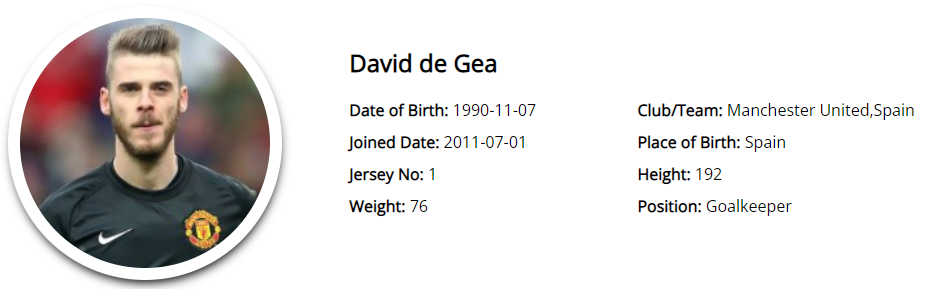 David de Gea
Date of Birth: 1990-11-07
Club/Team: Manchester United,Spain
Joined Date: 2011-07-01
Place of Birth: Spain
Jersey No: 1
Height: 192
Weight: 76
Position: Goalkeeper